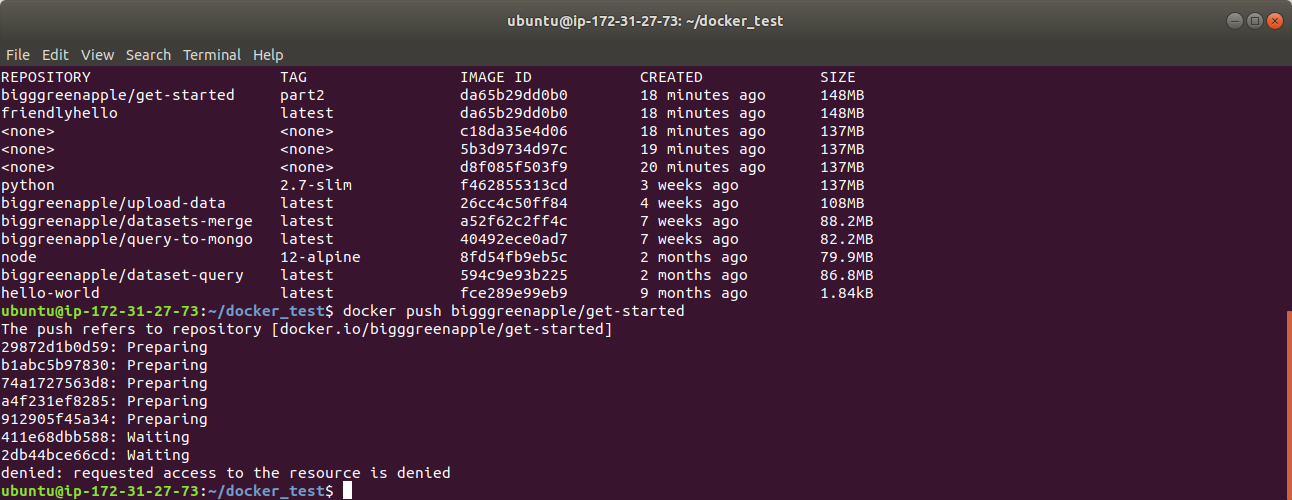 ubuntu@ip-172-31-27-73: ~/docker_test
File Edit View Search Terminal Help
REPOSITORY TAG IMAGE ID CREATED SIZE
bigggreenapple/get-started part2 da65b29dd0b0 18 minutes ago 148MB
friendlyhello latest da65b29dd0b0 18 minutes ago 148MB
<none> <none> c18da35e4d06 18 minutes ago 137MB
<none> <none> 5b3d9734d97c 19 minutes ago 137MB
<none> <none> d8f085f503f9 20 minutes ago 137MB
python 2.7-slim f462855313cd 3 weeks ago 137MB
biggreenapple/upload-data latest 26cc4c50ff84 4 weeks ago 108MB
biggreenapple/datasets-merge latest a52f62c2ff4c 7 weeks ago 88.2MB
biggreenapple/query-to-mongo latest 40492ece0ad7 7 weeks ago 82.2MB
node 12-alpine 8fd54fb9eb5c 2 months ago 79.9MB
biggreenapple/dataset-query latest 594c9e93b225 2 months ago 86.8MB
hello-world latest fce289e99eb9 9 months ago 1.84kB
ubuntu@ip-172-31-27-73:~/docker_test$ docker push bigggreenapple/get-started
The push refers to repository [docker.io/bigggreenapple/get-started]
29872d1b0d59: Preparing
b1abc5b97830: Preparing
74a1727563d8: Preparing
a4f231ef8285: Preparing
912905f45a34: Preparing
411e68dbb588: Waiting
2db44bce66cd: Waiting
denied: requested access to the resource is denied
ubuntu@ip-172-31-27-73:~/docker_test$